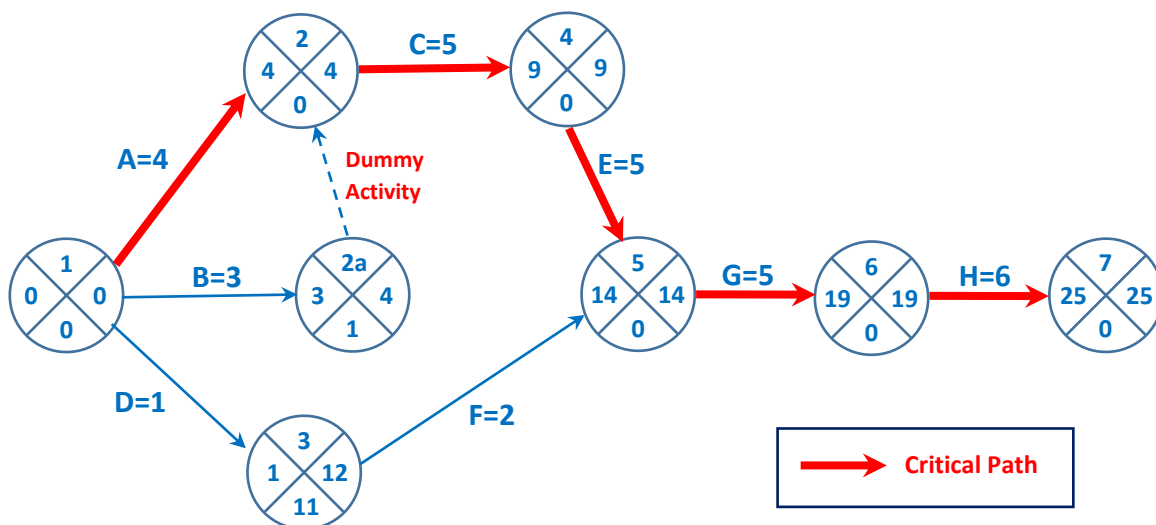 2
4 4
0
C=5
4
9 9
0
A=4
Dummy
Activity
E=5
1
0 0
0
B=3
2a
3 4
1
5
14 14
0
G=5
6
19 19
0
H=6
7
25 25
0
D=1
F=2
3
1 12
11
Critical Path